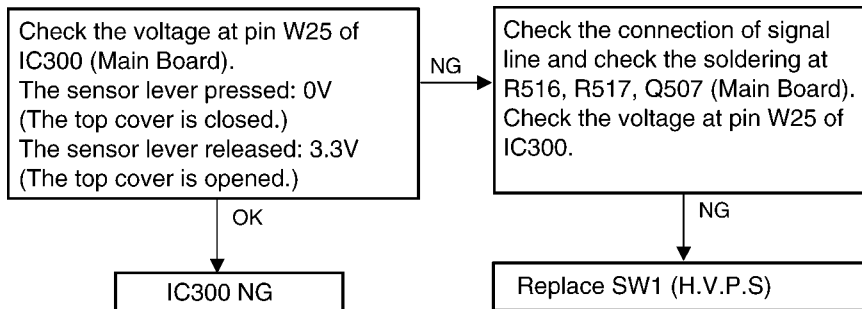 Check the voltage at pin W25 of
IC300 (Main Board).
The sensor lever pressed: 0V
(The top cover is closed.)
The sensor lever released: 3.3V
(The top cover is opened.)
NG
Check the connection of signal
line and check the soldering at
R516, R517, Q507 (Main Board).
Check the voltage at pin W25 of
IC300.
OK
NG
IC300 NG
Replace SW1 (H.V.P.S)